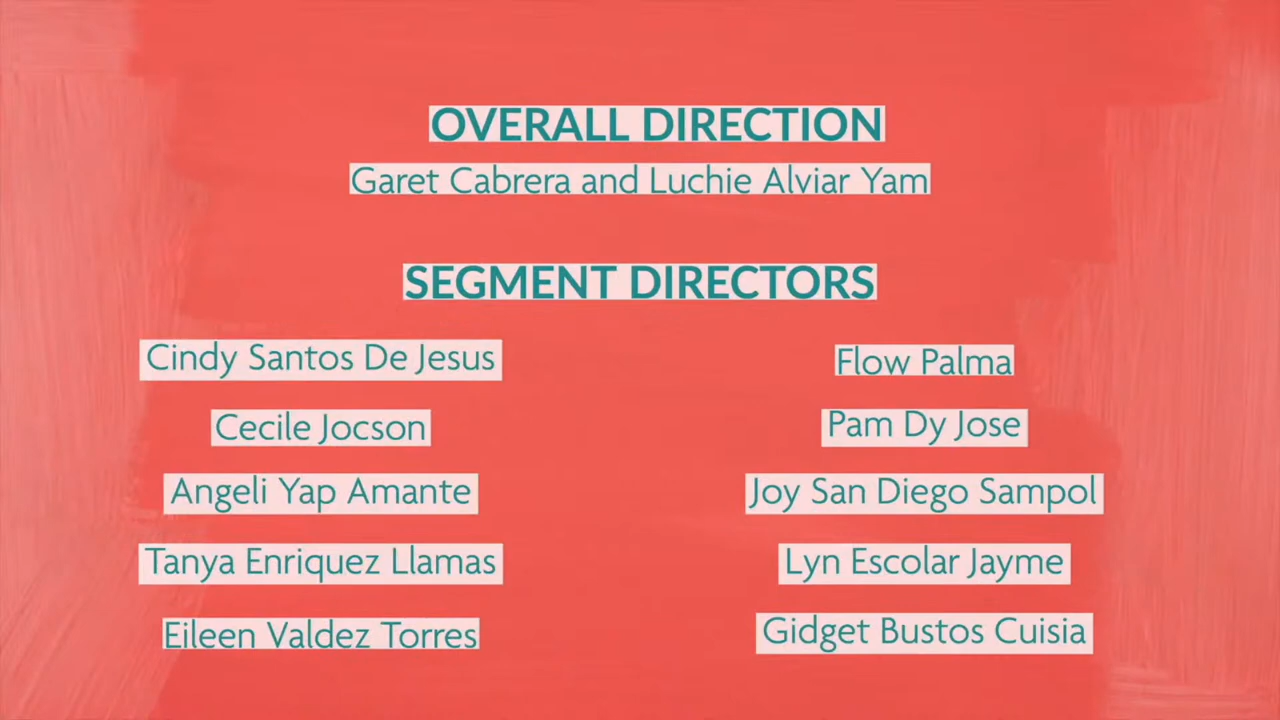 OVERALL DIRECTION
Garet Cabrera and Luchie Alviar Yam
SEGMENT DIRECTORS
Cindy Santos De Jesus
Cecile Jocson
Angeli Yap Amante
Tanya Enriquez Llamas
Eileen Valdez Torres
Flow Palma
Pam Dy Jose
Joy San Diego Sampol
Lyn Escolar Jayme
Gidget Bustos Cuisia